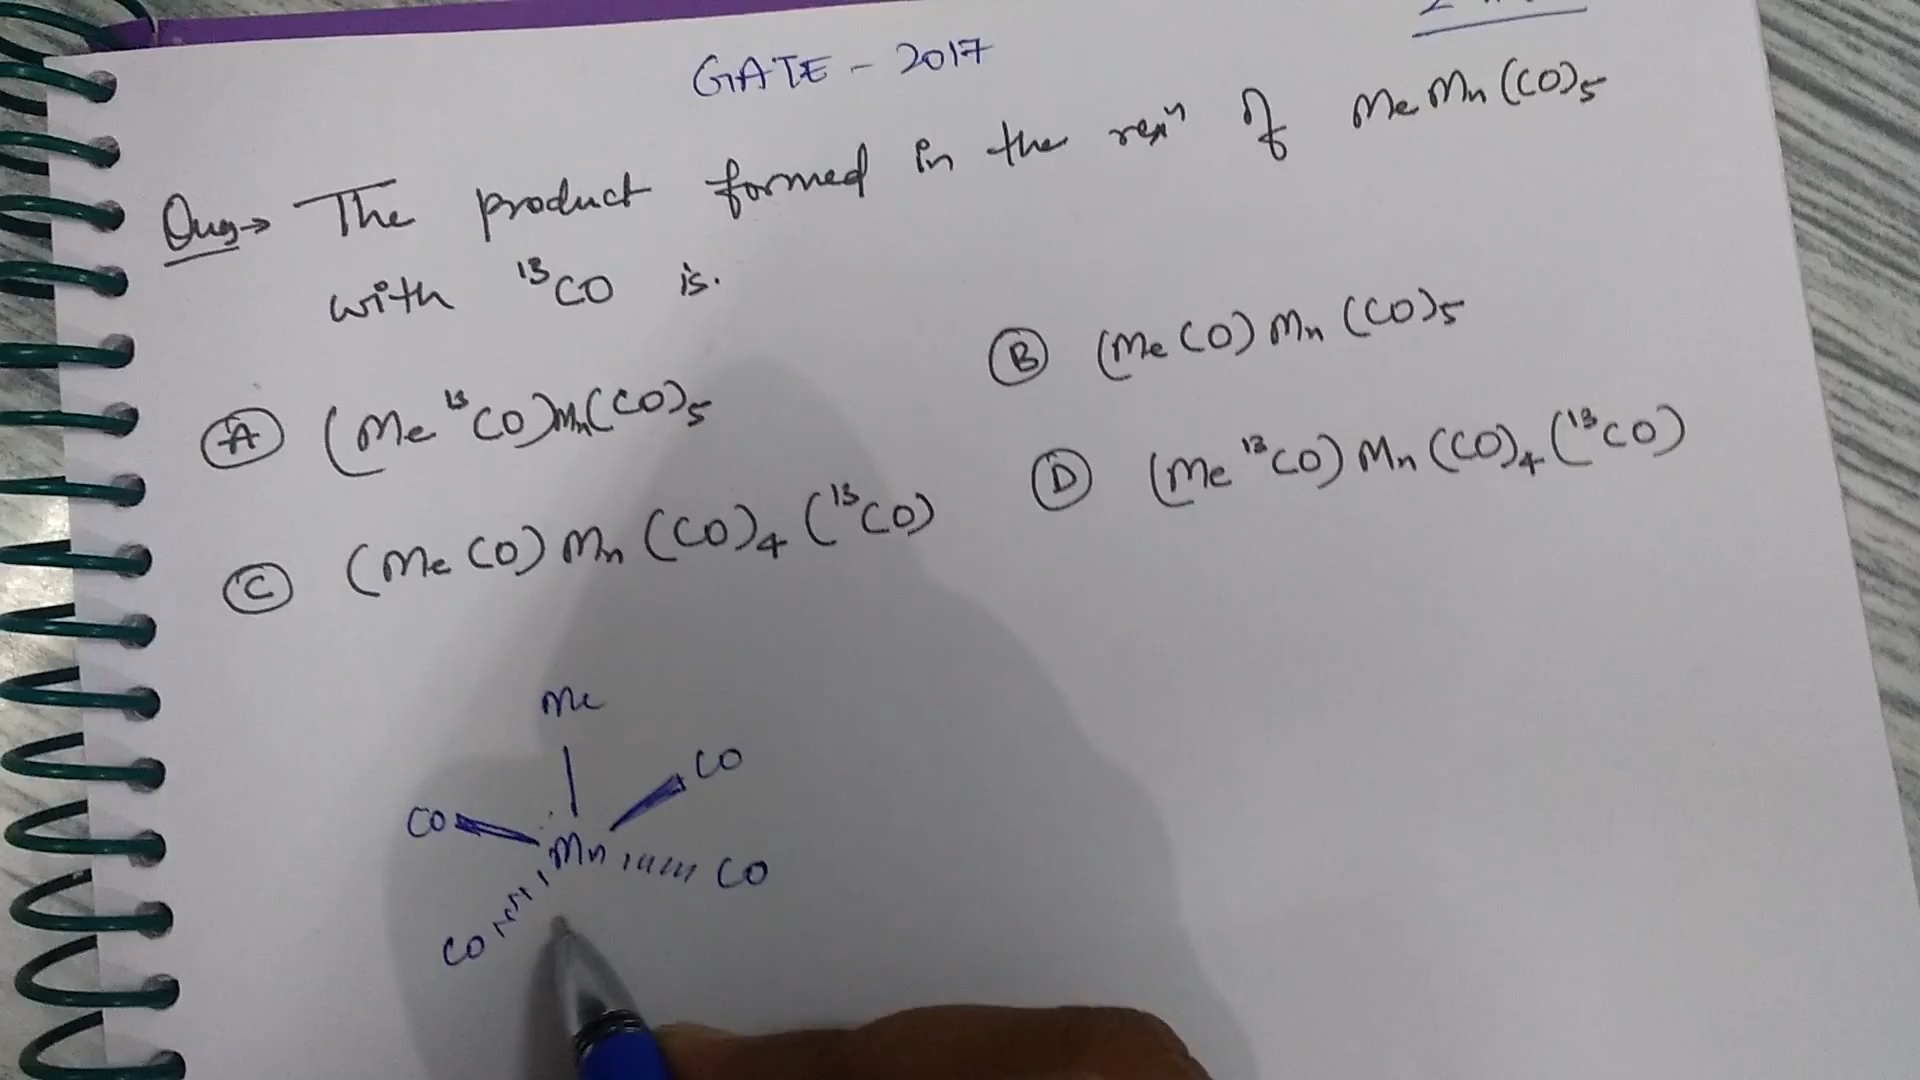 GATE - 2017
Ques→ The product formed in the rexⁿ of MeMn(CO)₅
with ¹³CO is.
Ⓐ (Me¹³CO)Mn(CO)₅
Ⓑ (MeCO)Mn(CO)₅
Ⓒ (MeCO)Mn(CO)₄(¹³CO)
Ⓓ (Me¹³CO)Mn(CO)₄(¹³CO)
Me
CO
CO
Mn
CO
CO